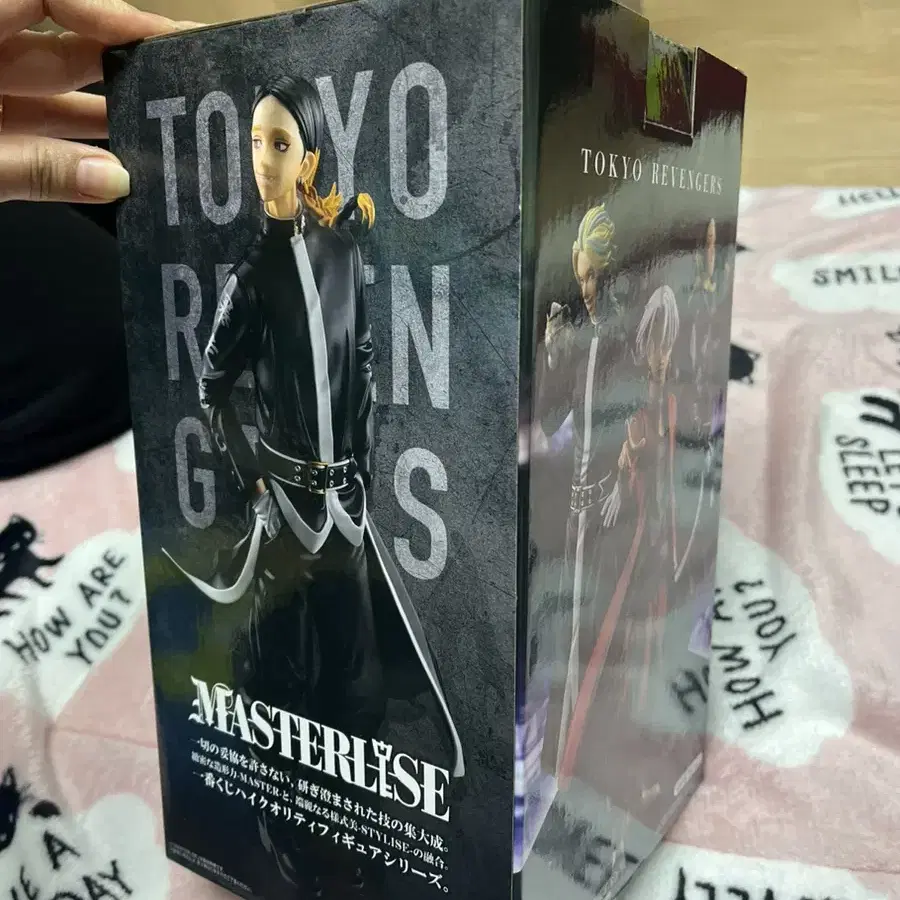 TOKYO
REVEN
GERS
MASTERLISE
一切の妥協を許さない、研ぎ澄まされた技の集大成。
緻密な造形力-MASTER-と、端麗なる様式美-STYLISE-の融合。
一番くじハイクオリティフィギュアシリーズ。
TOKYO REVENGERS
HOW ARE
YOU?
SMILE
SLEEP
HOW
YOU?
DAY